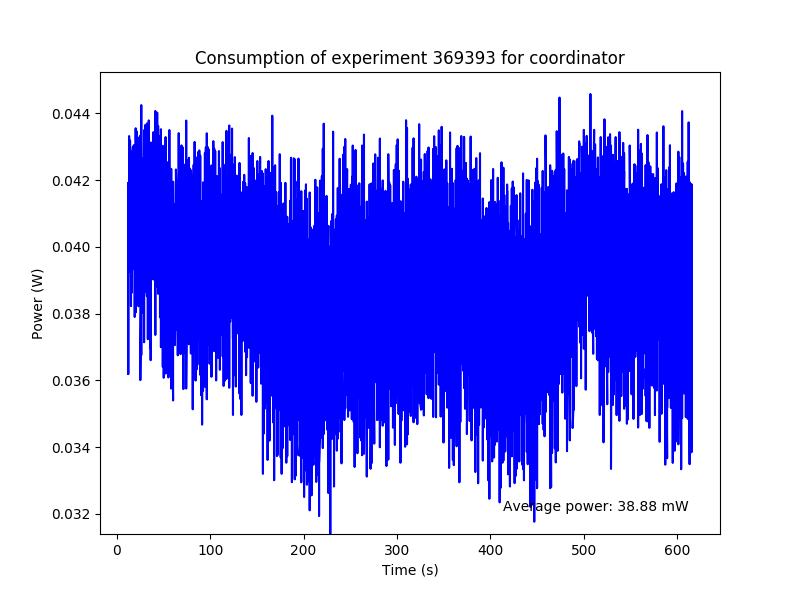 Consumption of experiment 369393 for coordinator
0.044
0.042
0.040
0.038
0.036
0.034
0.032
Power (W)
Average power: 38.88 mW
0 100 200 300 400 500 600
Time (s)